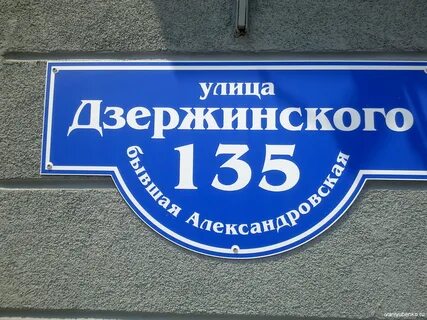 улица
Дзержинского
135
бывшая Александровская